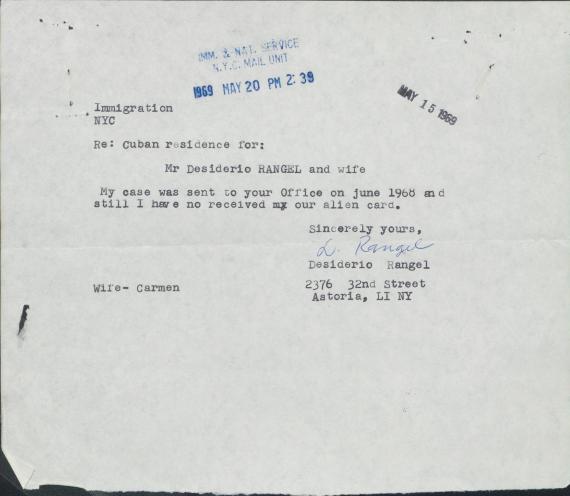 IMM. & NAT. SERVICE
N.Y.C. MAIL UNIT
1969 MAY 20 PM 2:39
MAY 15 1969
Immigration
NYC
Re: Cuban residence for:
Mr Desiderio RANGEL and wife
My case was sent to your Office on june 1968 and
still I have no received my our alien card.
Sincerely yours,
D. Rangel
Desiderio Rangel
Wife- Carmen
2376 32nd Street
Astoria, LI NY